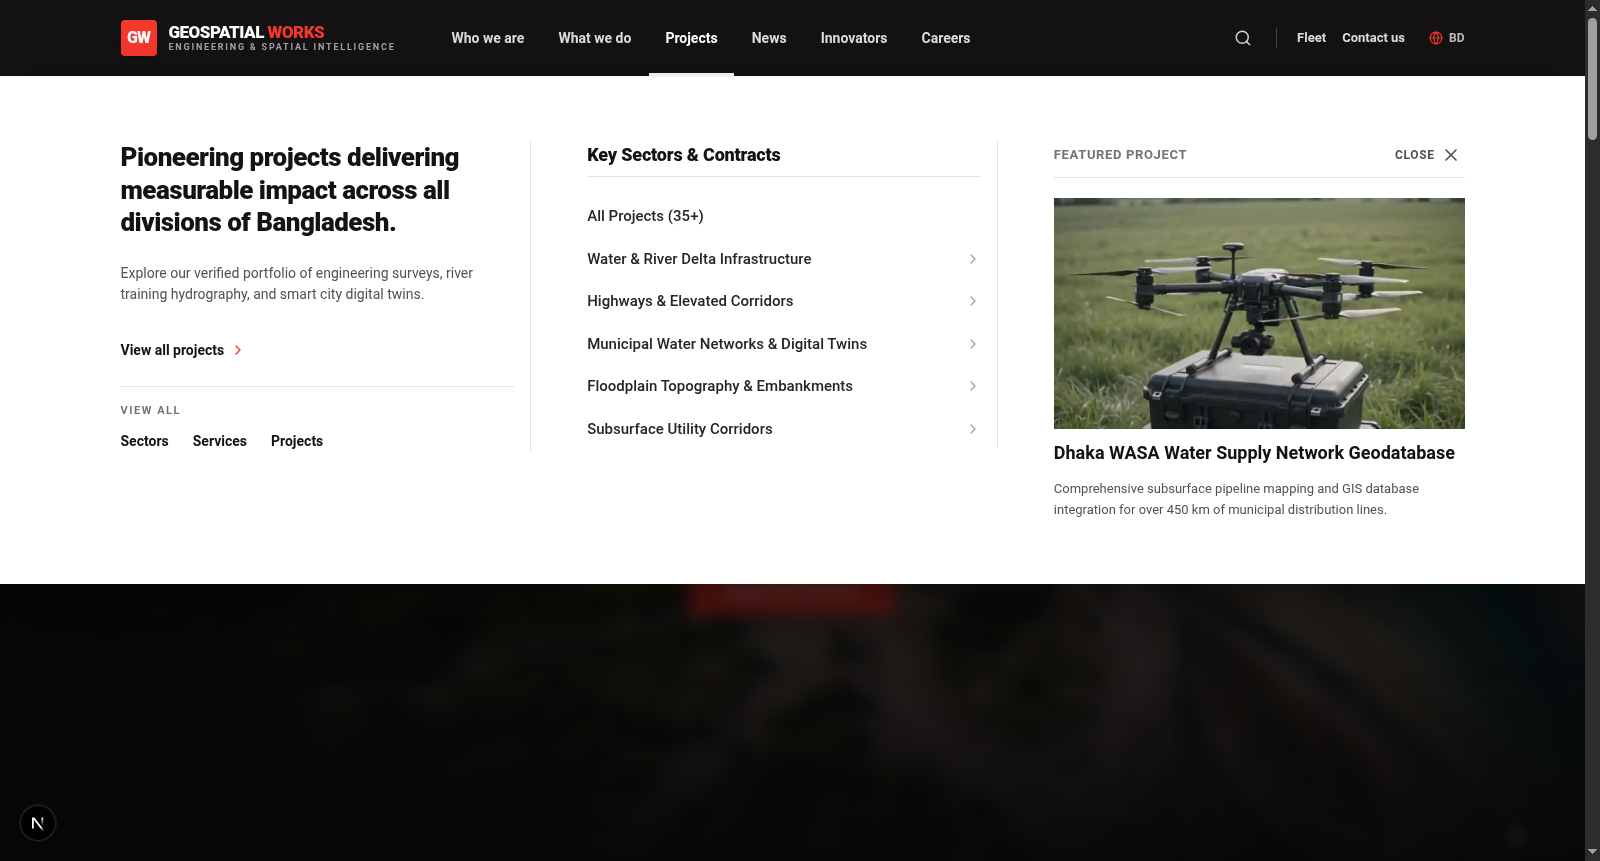 GW
GEOSPATIAL WORKS
ENGINEERING & SPATIAL INTELLIGENCE
Who we are
What we do
Projects
News
Innovators
Careers
Fleet
Contact us
BD
Pioneering projects delivering
measurable impact across all
divisions of Bangladesh.
Explore our verified portfolio of engineering surveys, river
training hydrography, and smart city digital twins.
View all projects
VIEW ALL
Sectors
Services
Projects
Key Sectors & Contracts
All Projects (35+)
Water & River Delta Infrastructure
Highways & Elevated Corridors
Municipal Water Networks & Digital Twins
Floodplain Topography & Embankments
Subsurface Utility Corridors
FEATURED PROJECT
CLOSE
Dhaka WASA Water Supply Network Geodatabase
Comprehensive subsurface pipeline mapping and GIS database
integration for over 450 km of municipal distribution lines.
N